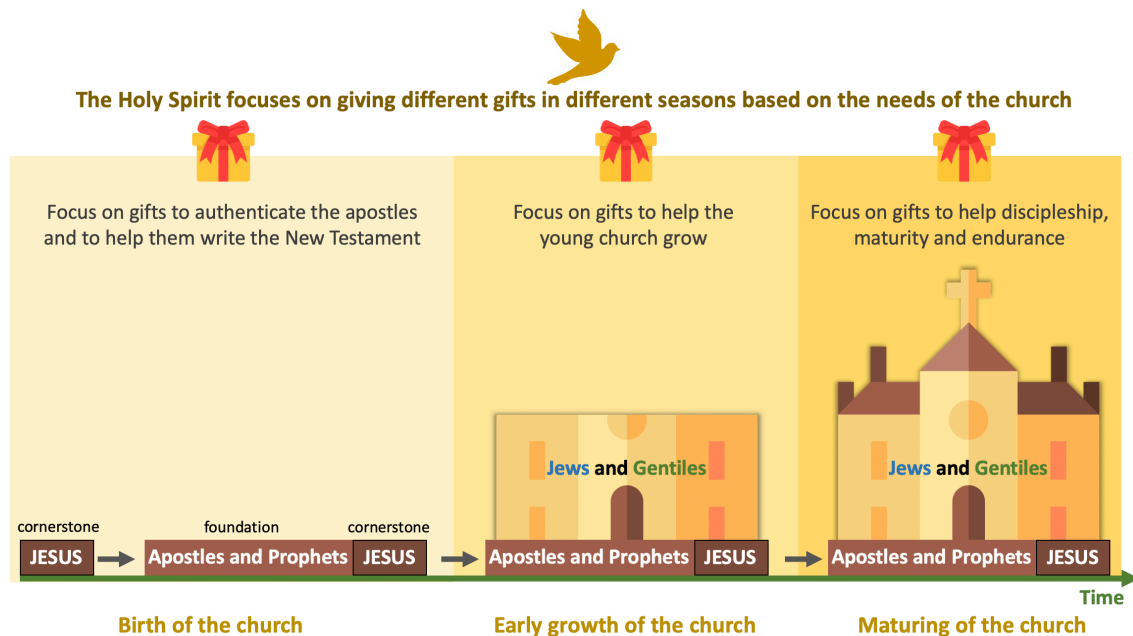 The Holy Spirit focuses on giving different gifts in different seasons based on the needs of the church
Focus on gifts to authenticate the apostles
and to help them write the New Testament
Focus on gifts to help the
young church grow
Focus on gifts to help discipleship,
maturity and endurance
Jews and Gentiles
Jews and Gentiles
cornerstone
foundation
cornerstone
JESUS
Apostles and Prophets
JESUS
Apostles and Prophets
JESUS
Apostles and Prophets
JESUS
Time
Birth of the church
Early growth of the church
Maturing of the church